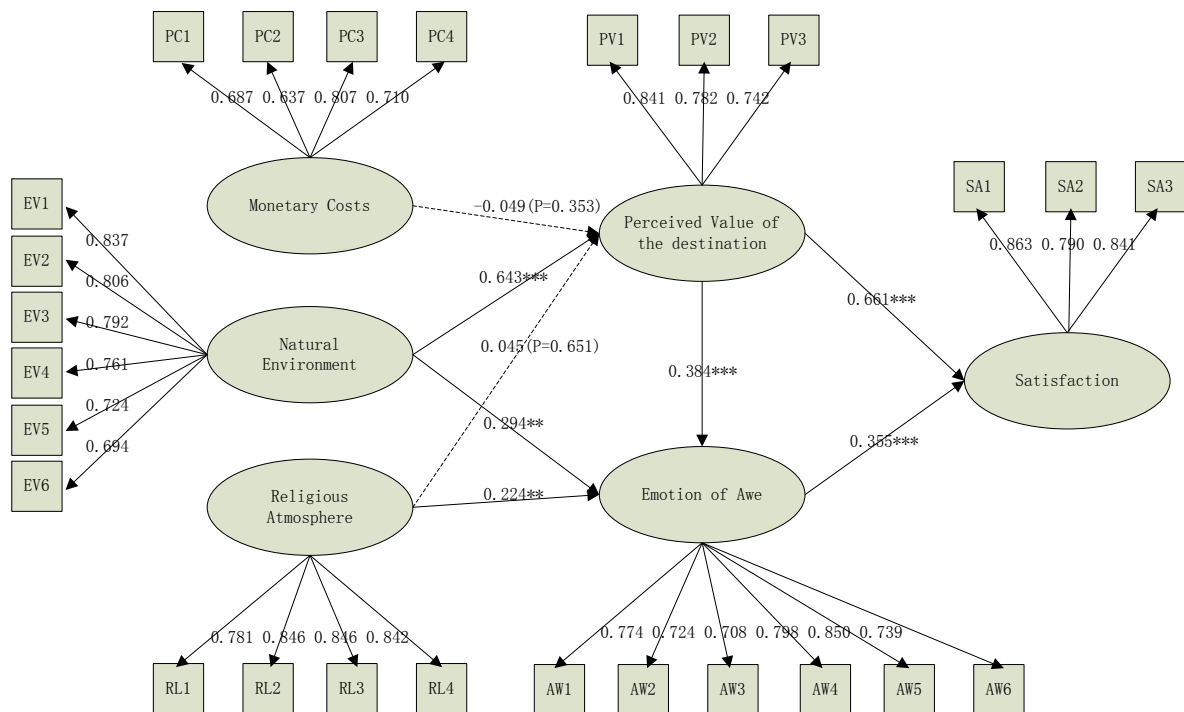 PC1 PC2 PC3 PC4
PV1 PV2 PV3
0.687 0.637 0.807 0.710
0.841 0.782 0.742
SA1 SA2 SA3
EV1
EV2
EV3
EV4
EV5
EV6
Monetary Costs
-0.049(P=0.353)
Perceived Value of
the destination
0.863 0.790 0.841
0.837
0.806
0.792
0.761
0.724
0.694
0.643***
0.661***
Natural
Environment
0.045(P=0.651)
0.384***
Satisfaction
0.294**
0.355***
Religious
Atmosphere
0.224**
Emotion of Awe
0.781 0.846 0.846 0.842
0.774 0.724 0.708 0.798 0.850 0.739
RL1 RL2 RL3 RL4
AW1 AW2 AW3 AW4 AW5 AW6